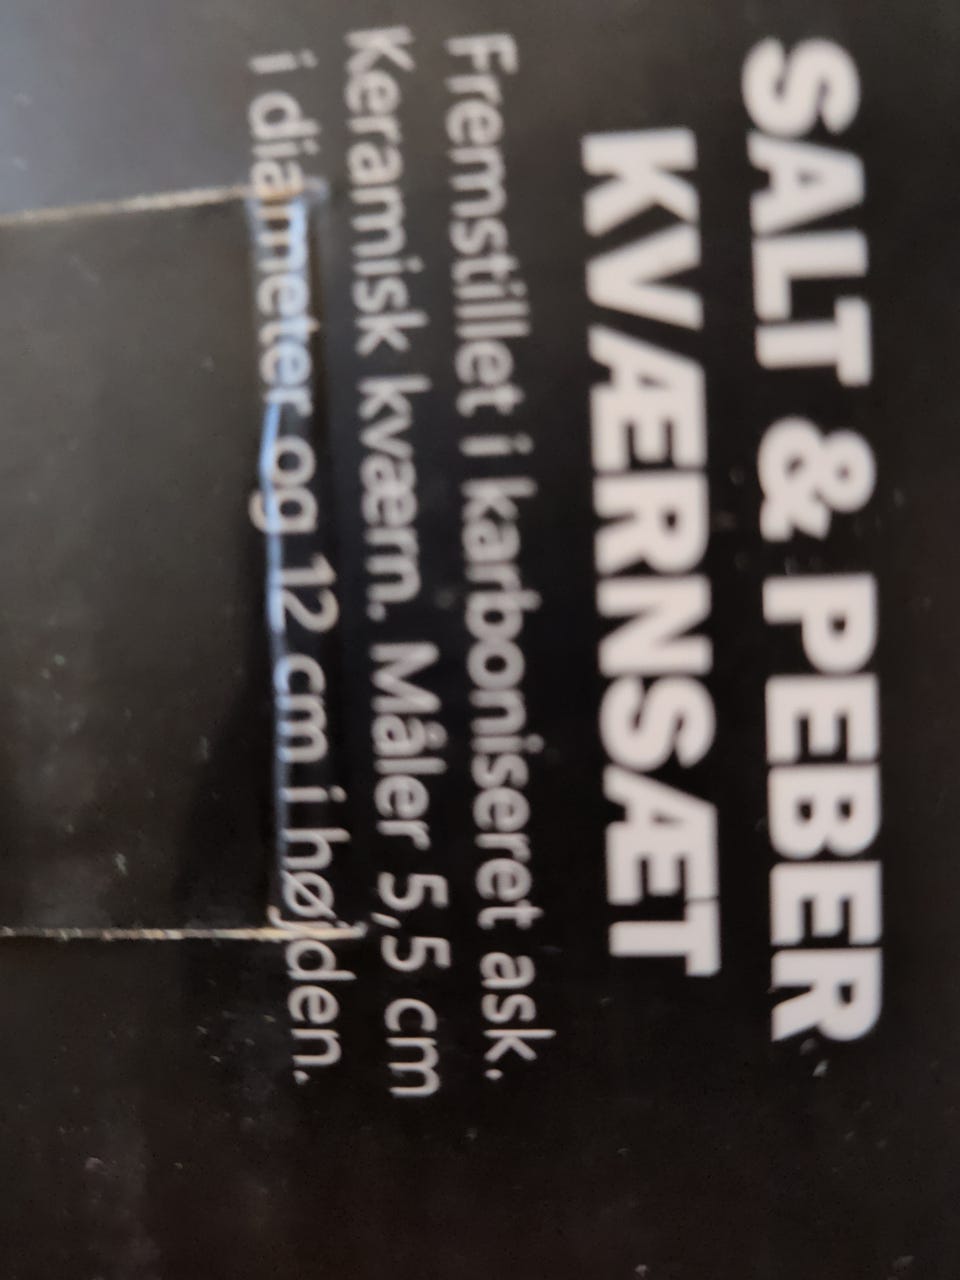 SALT & PEBER
KVÆRNSÆT
Fremstillet i karboniseret ask.
Keramisk kværn. Måler 5,5 cm
i diameter og 12 cm i højden.